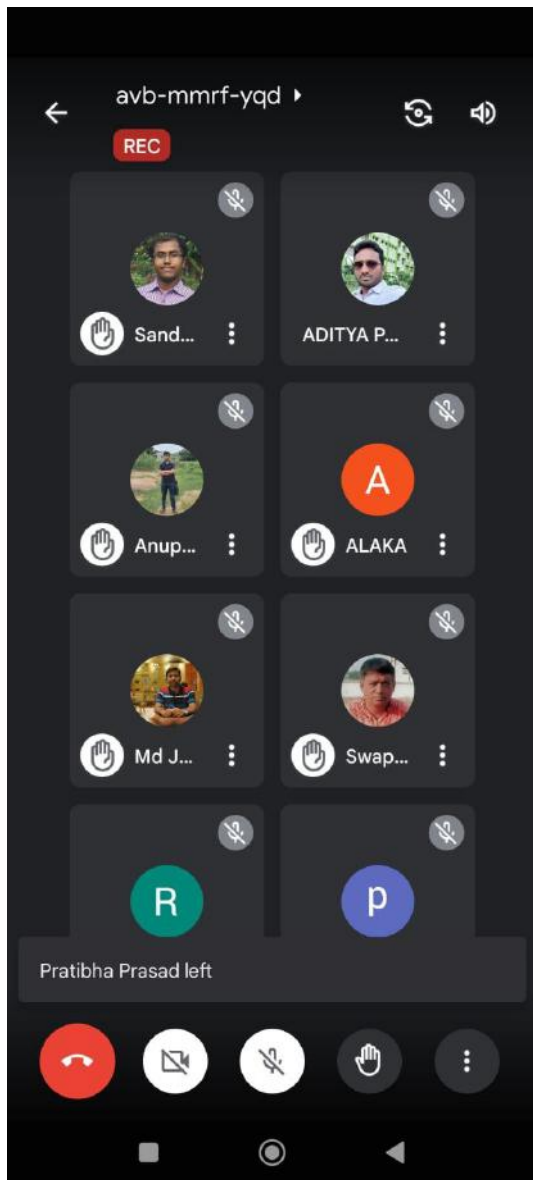 avb-mmrf-yqd
REC
Sand...
ADITYA P...
Anup...
A
ALAKA
Md J...
Swap...
R
p
Pratibha Prasad left